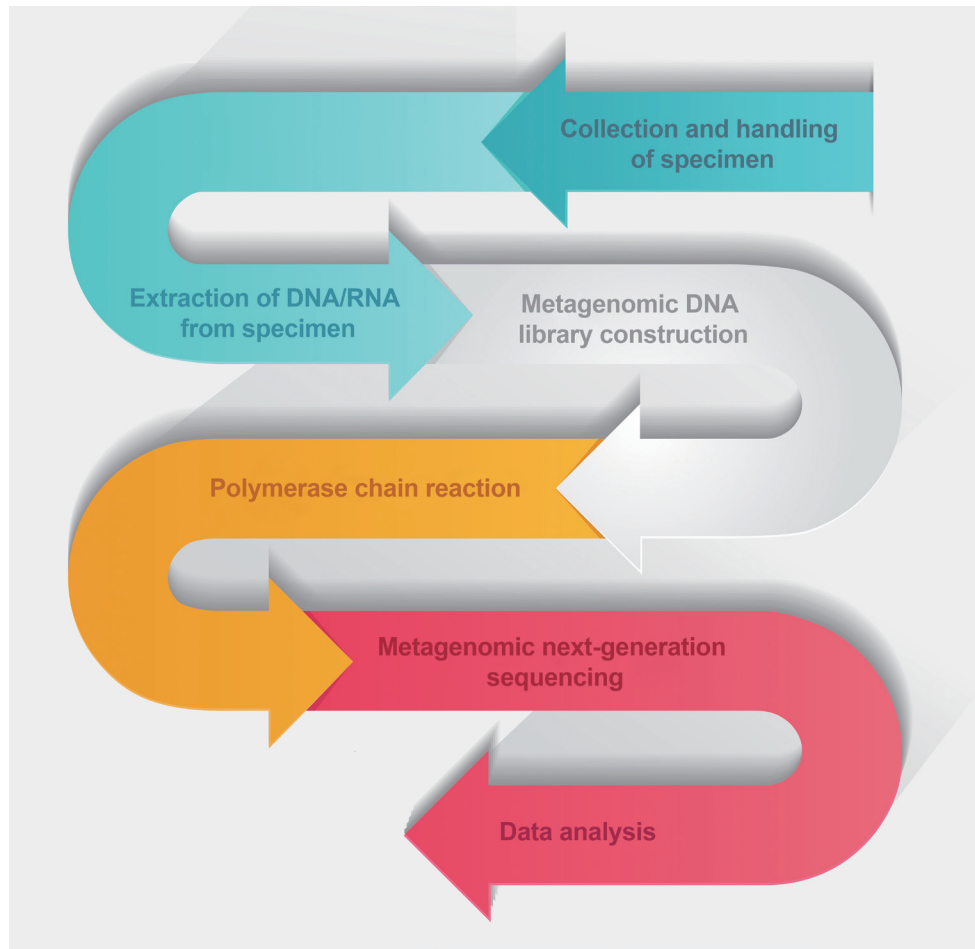 Collection and handling
of specimen
Extraction of DNA/RNA
from specimen
Metagenomic DNA
library construction
Polymerase chain reaction
Metagenomic next-generation
sequencing
Data analysis